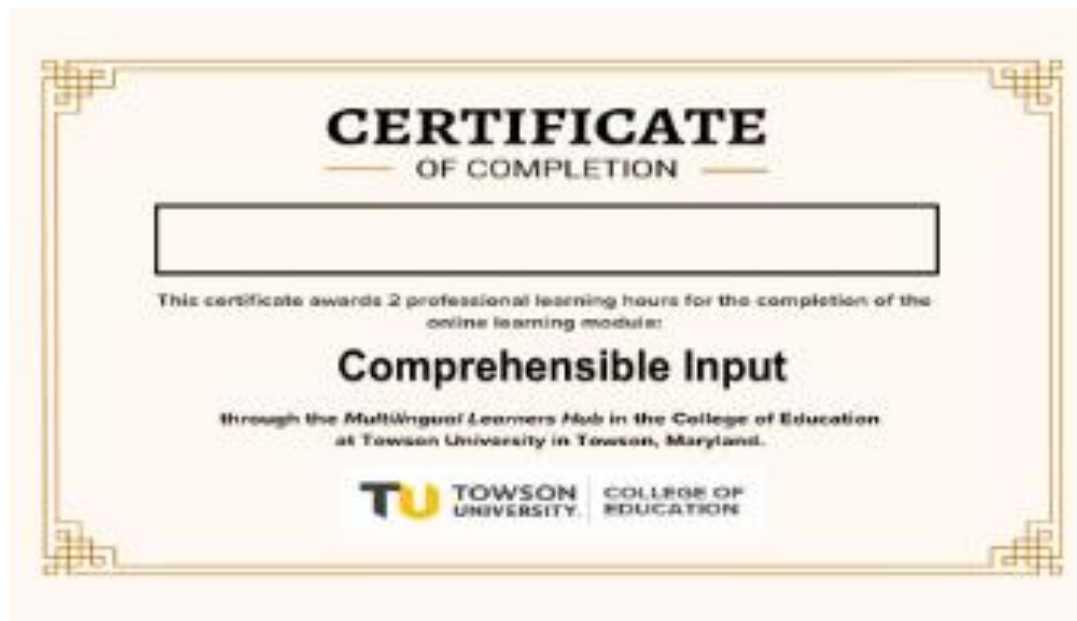 CERTIFICATE
OF COMPLETION
This certificate awards 2 professional learning hours for the completion of the
online learning module:
Comprehensible Input
through the Multilingual Learners Hub in the College of Education
at Towson University in Towson, Maryland.
TU TOWSON UNIVERSITY. COLLEGE OF EDUCATION